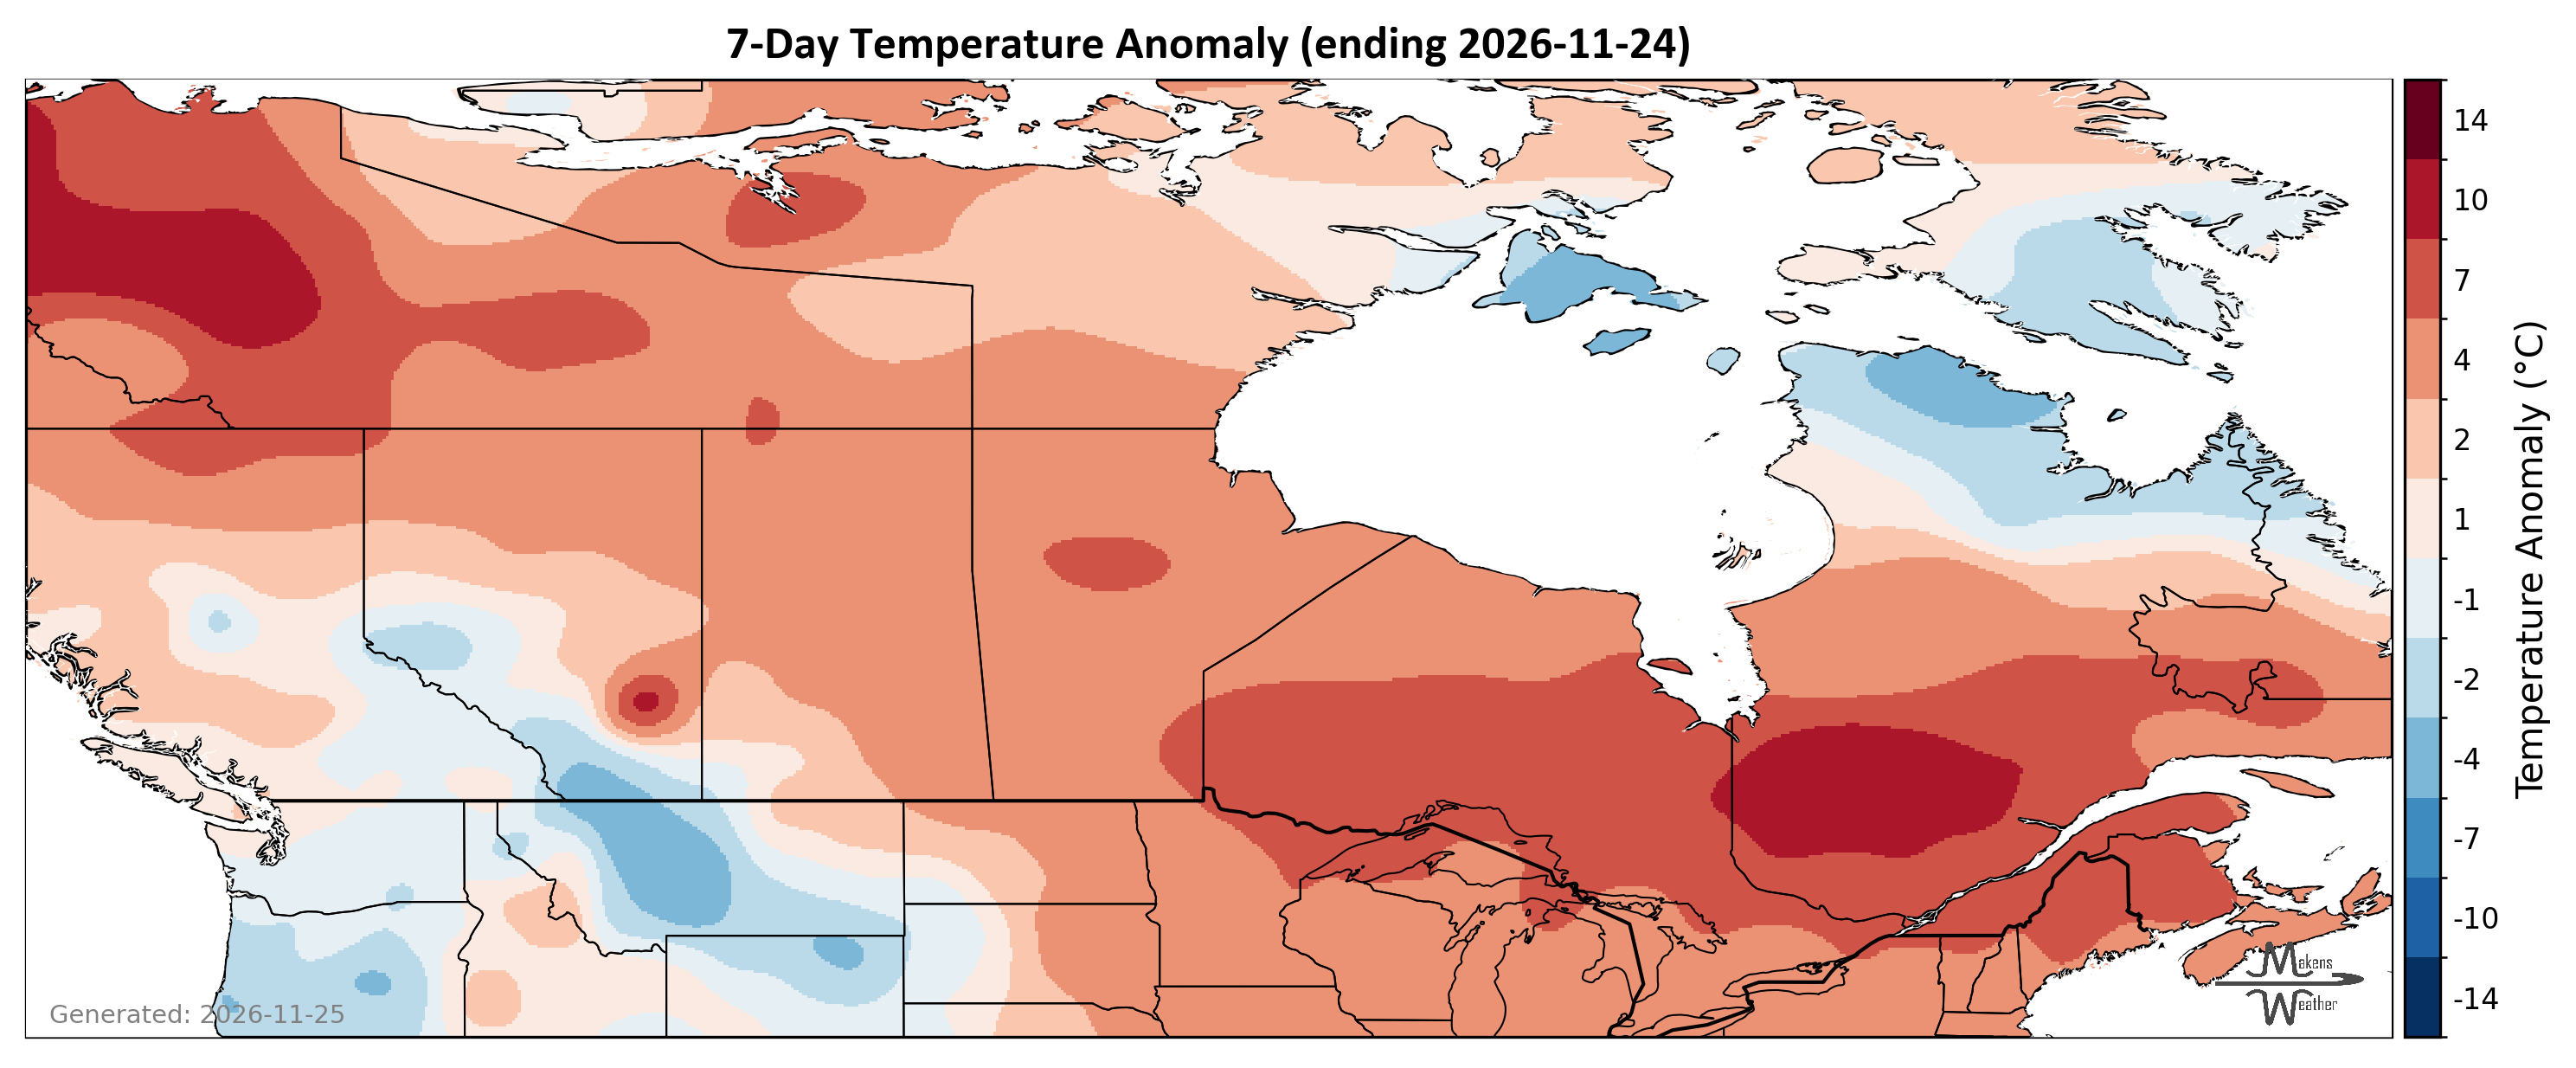 7-Day Temperature Anomaly (ending 2026-11-24)
14
10
7
4
2
1
-1
-2
-4
-7
-10
-14
Temperature Anomaly (°C)
Generated: 2026-11-25
Makens
Weather